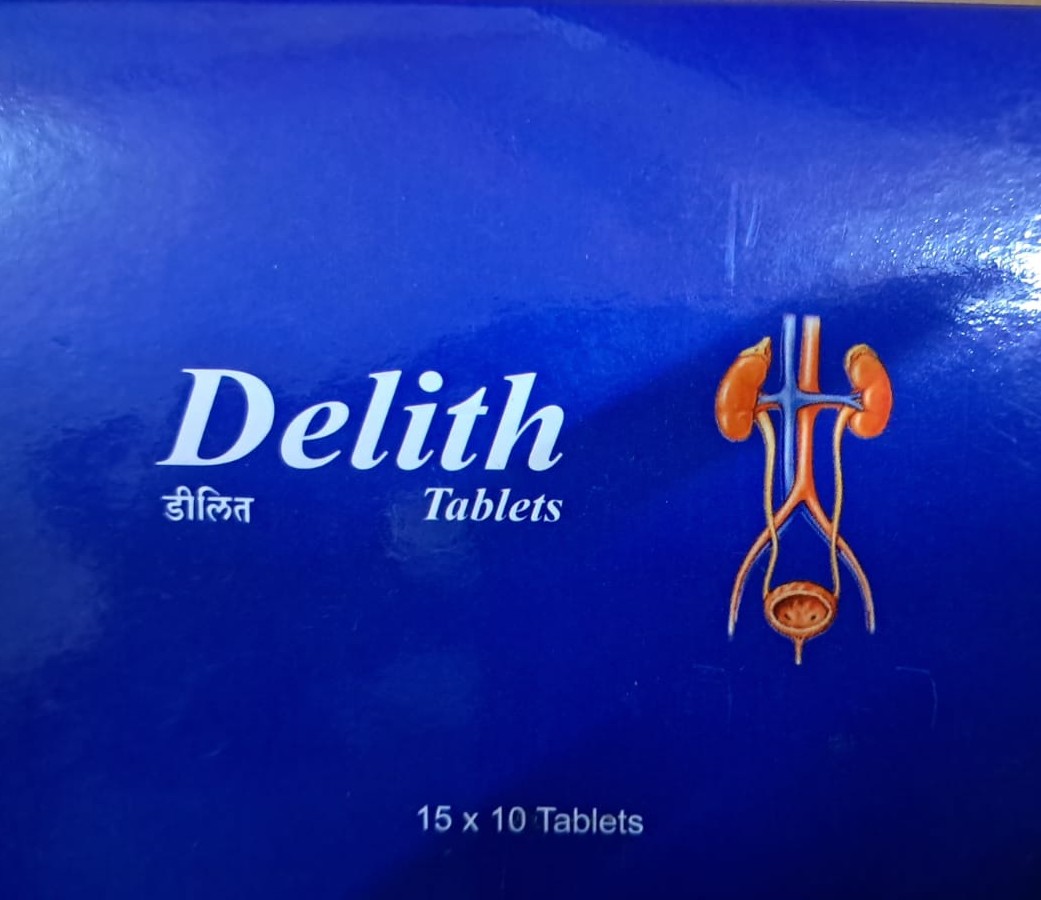 Delith
डीलित Tablets
15 x 10 Tablets